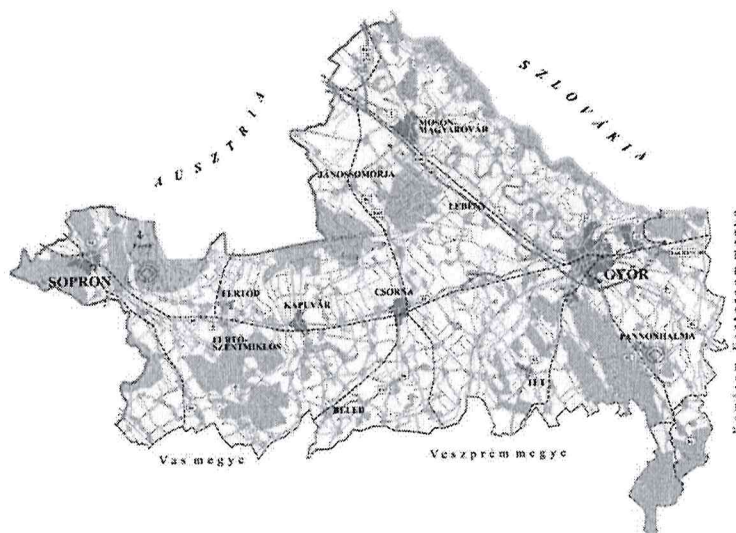 AUSZTRIA
SZLOVÁKIA
MOSON-
MAGYARÓVÁR
JÁNOSSOMORJA
LÉBÉNY
SOPRON
GYŐR
FERTŐD
KAPUVÁR
CSORNA
FERTŐ-
SZENTMIKLÓS
PANNONHALMA
TÉT
BELED
Vas megye
Veszprém megye